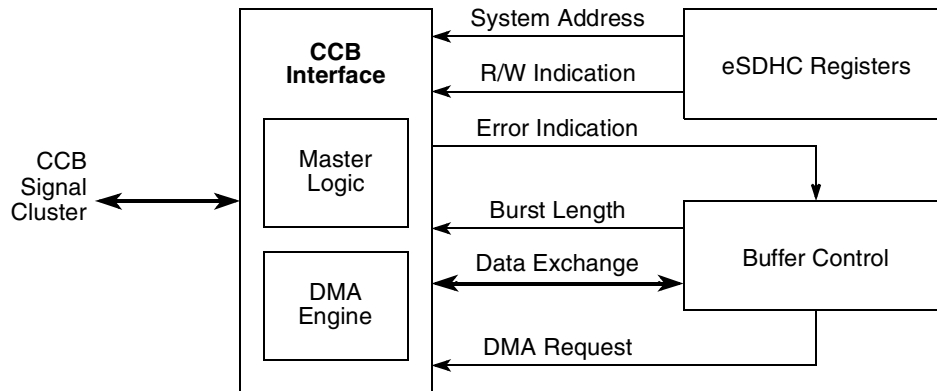 System Address
CCB
Interface
eSDHC Registers
R/W Indication
Error Indication
Master
Logic
CCB
Signal
Cluster
Burst Length
Buffer Control
Data Exchange
DMA
Engine
DMA Request